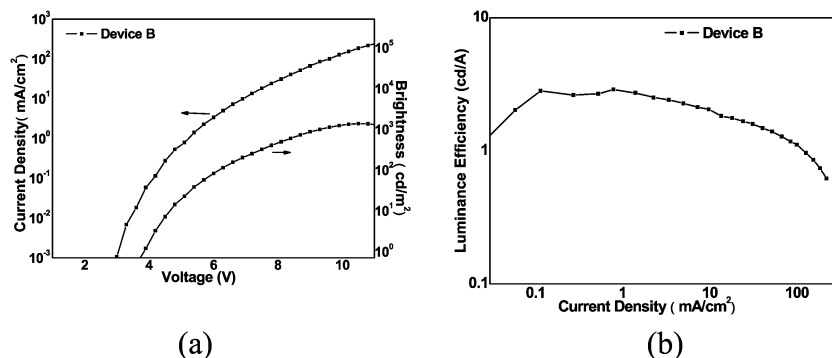 Device B
10³
10²
10¹
10⁰
10⁻¹
10⁻²
10⁻³
Current Density( mA/cm²)
10⁵
10⁴
10³
10²
10¹
10⁰
Brightness ( cd/m²)
2 4 6 8 10
Voltage (V)
(a)
Device B
10
1
0.1
Luminance Efficiency (cd/A)
0.1 1 10 100
Current Density ( mA/cm²)
(b)